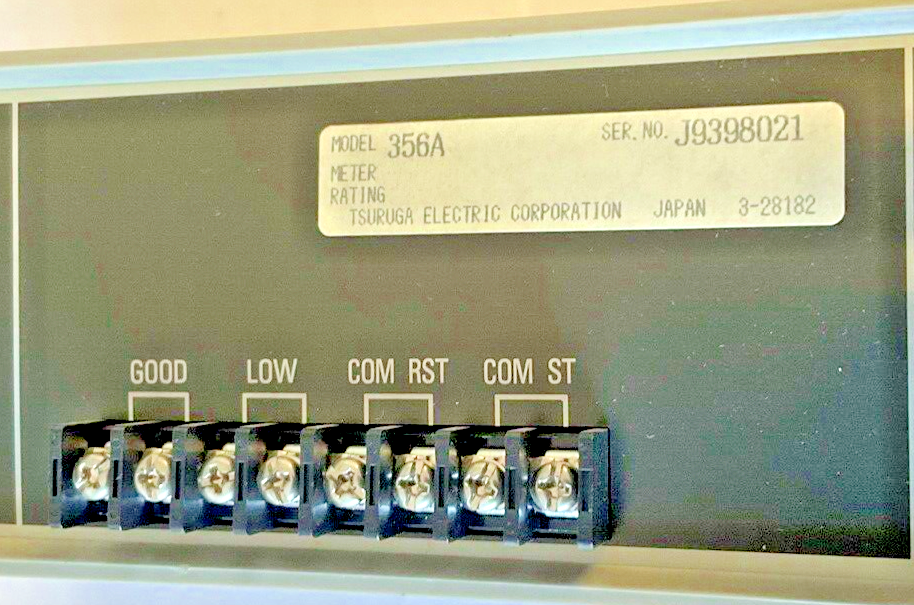 MODEL 356A SER. NO. J9398021
METER
RATING
TSURUGA ELECTRIC CORPORATION JAPAN 3-28182
GOOD LOW COM RST COM ST